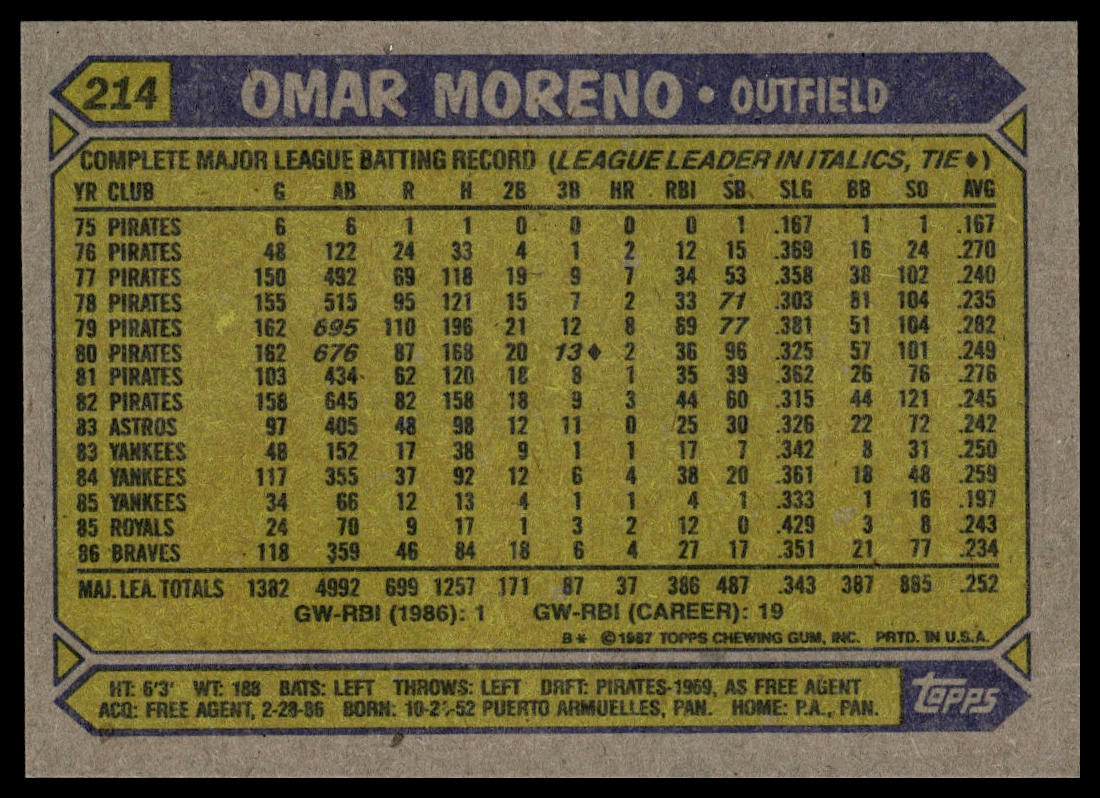 214 OMAR MORENO • OUTFIELD
COMPLETE MAJOR LEAGUE BATTING RECORD (LEAGUE LEADER IN ITALICS, TIE ♦)
YR CLUB G AB R H 2B 3B HR RBI SB SLG BB SO AVG
75 PIRATES 6 6 1 1 0 0 0 0 1 .167 1 1 .167
76 PIRATES 48 122 24 33 4 1 2 12 15 .369 16 24 .270
77 PIRATES 150 492 69 118 19 9 7 34 53 .358 38 102 .240
78 PIRATES 155 515 95 121 15 7 2 33 71 .303 81 104 .235
79 PIRATES 162 695 110 196 21 12 8 69 77 .381 51 104 .282
80 PIRATES 162 676 87 168 20 13♦ 2 36 96 .325 57 101 .249
81 PIRATES 103 434 62 120 18 8 1 35 39 .362 26 76 .276
82 PIRATES 158 645 82 158 18 9 3 44 60 .315 44 121 .245
83 ASTROS 97 405 48 98 12 11 0 25 30 .326 22 72 .242
83 YANKEES 48 152 17 38 9 1 1 17 7 .342 8 31 .250
84 YANKEES 117 355 37 92 12 6 4 38 20 .361 18 48 .259
85 YANKEES 34 66 12 13 4 1 1 4 1 .333 1 16 .197
85 ROYALS 24 70 9 17 1 3 2 12 0 .429 3 8 .243
86 BRAVES 118 359 46 84 18 6 4 27 17 .351 21 77 .234
MAJ. LEA. TOTALS 1382 4992 699 1257 171 87 37 386 487 .343 387 885 .252
GW-RBI (1986): 1 GW-RBI (CAREER): 19
B* ©1987 TOPPS CHEWING GUM, INC. PRTD. IN U.S.A.
HT: 6'3" WT: 188 BATS: LEFT THROWS: LEFT DRFT: PIRATES-1969, AS FREE AGENT
ACQ: FREE AGENT, 2-28-86 BORN: PUERTO ARMUELLES, PAN. HOME: P.A., PAN.
topps